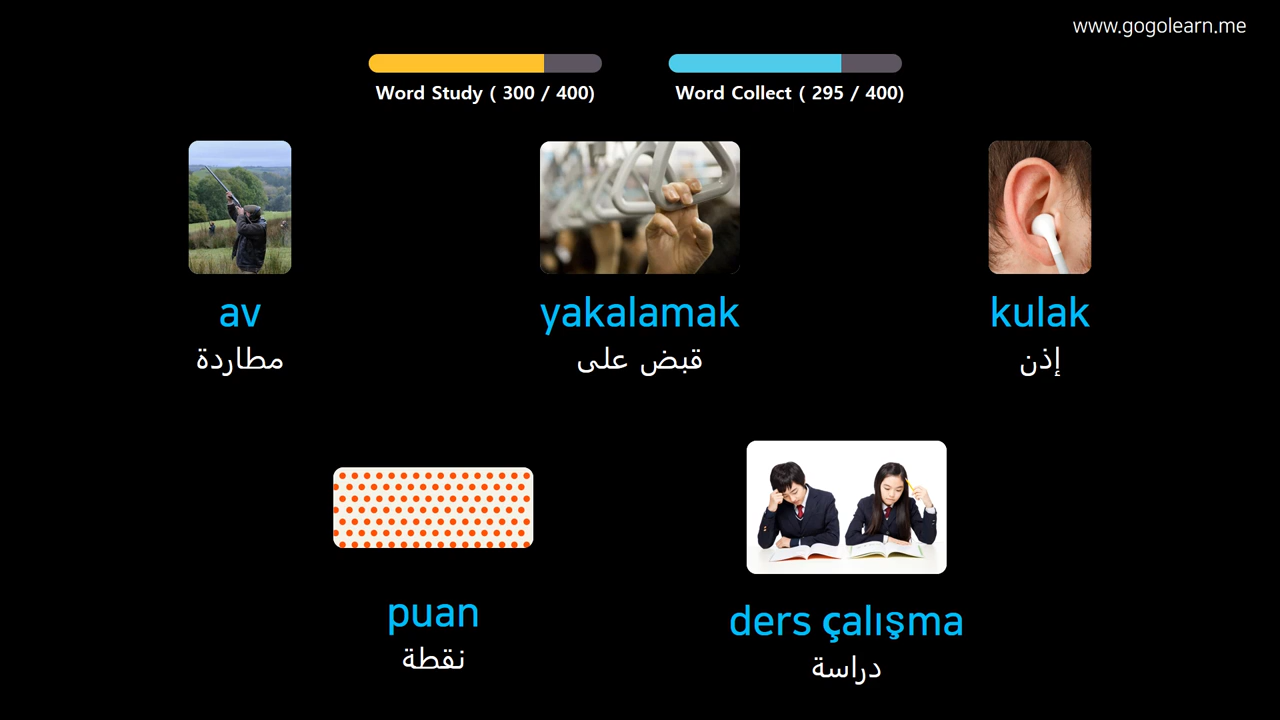 www.gogolearn.me
Word Study ( 300 / 400)
Word Collect ( 295 / 400)
av
مطاردة
yakalamak
قبض على
kulak
إذن
puan
نقطة
ders çalışma
دراسة